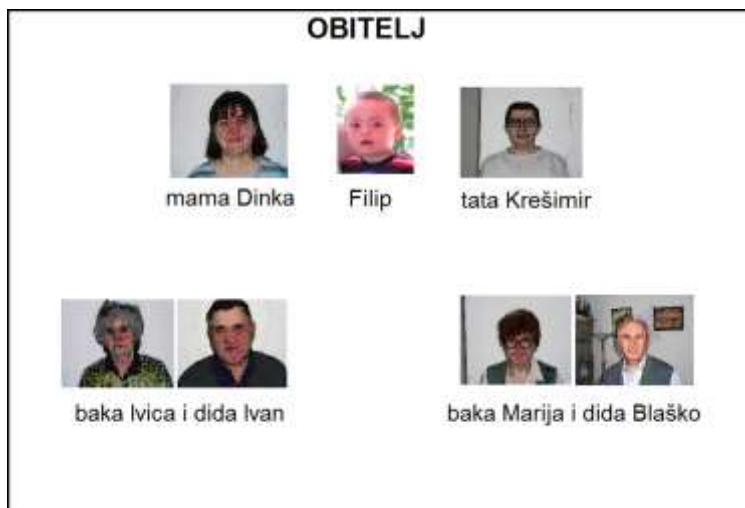 OBITELJ
mama Dinka
Filip
tata Krešimir
baka Ivica i dida Ivan
baka Marija i dida Blaško